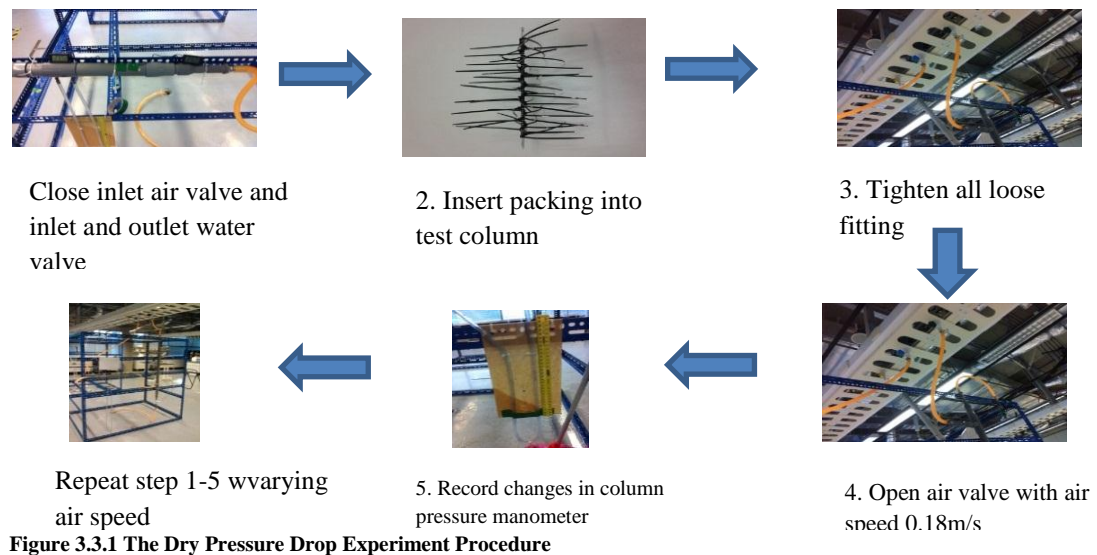 Close inlet air valve and
inlet and outlet water
valve
2. Insert packing into
test column
3. Tighten all loose
fitting
4. Open air valve with air
speed 0.18m/s
5. Record changes in column
pressure manometer
Repeat step 1-5 wvarying
air speed
Figure 3.3.1 The Dry Pressure Drop Experiment Procedure